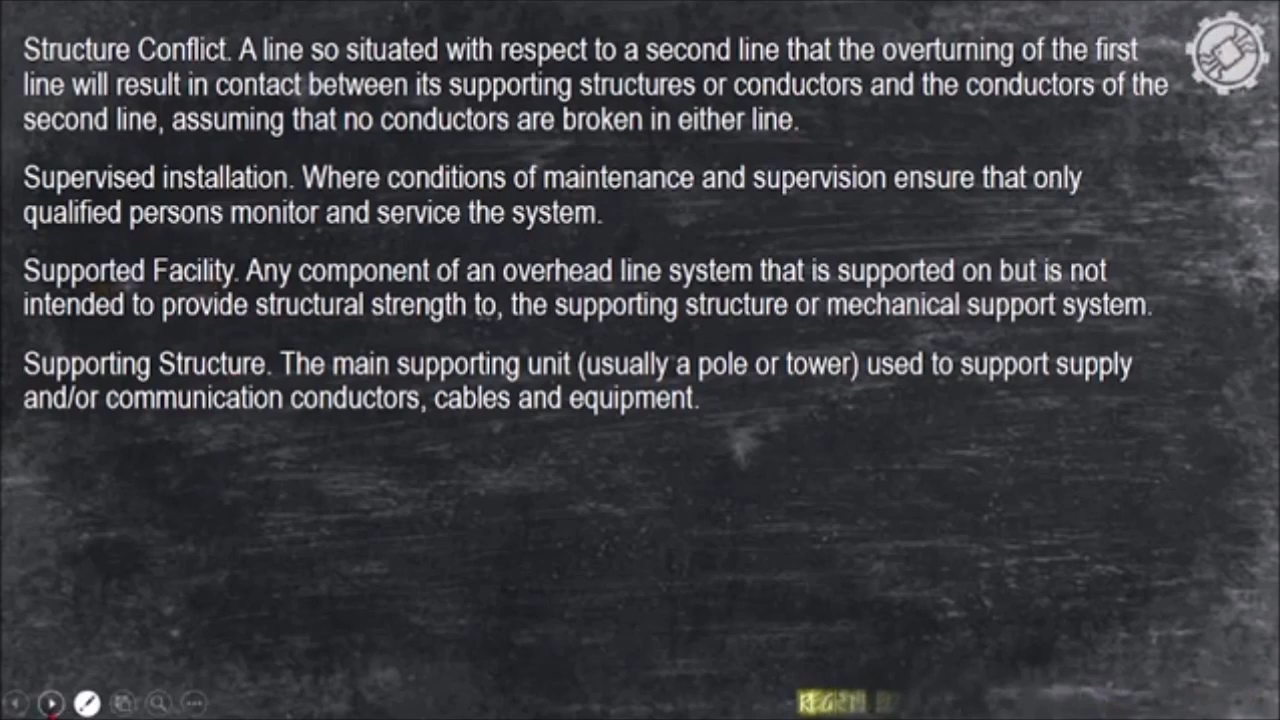 Structure Conflict. A line so situated with respect to a second line that the overturning of the first
line will result in contact between its supporting structures or conductors and the conductors of the
second line, assuming that no conductors are broken in either line.
Supervised installation. Where conditions of maintenance and supervision ensure that only
qualified persons monitor and service the system.
Supported Facility. Any component of an overhead line system that is supported on but is not
intended to provide structural strength to, the supporting structure or mechanical support system.
Supporting Structure. The main supporting unit (usually a pole or tower) used to support supply
and/or communication conductors, cables and equipment.